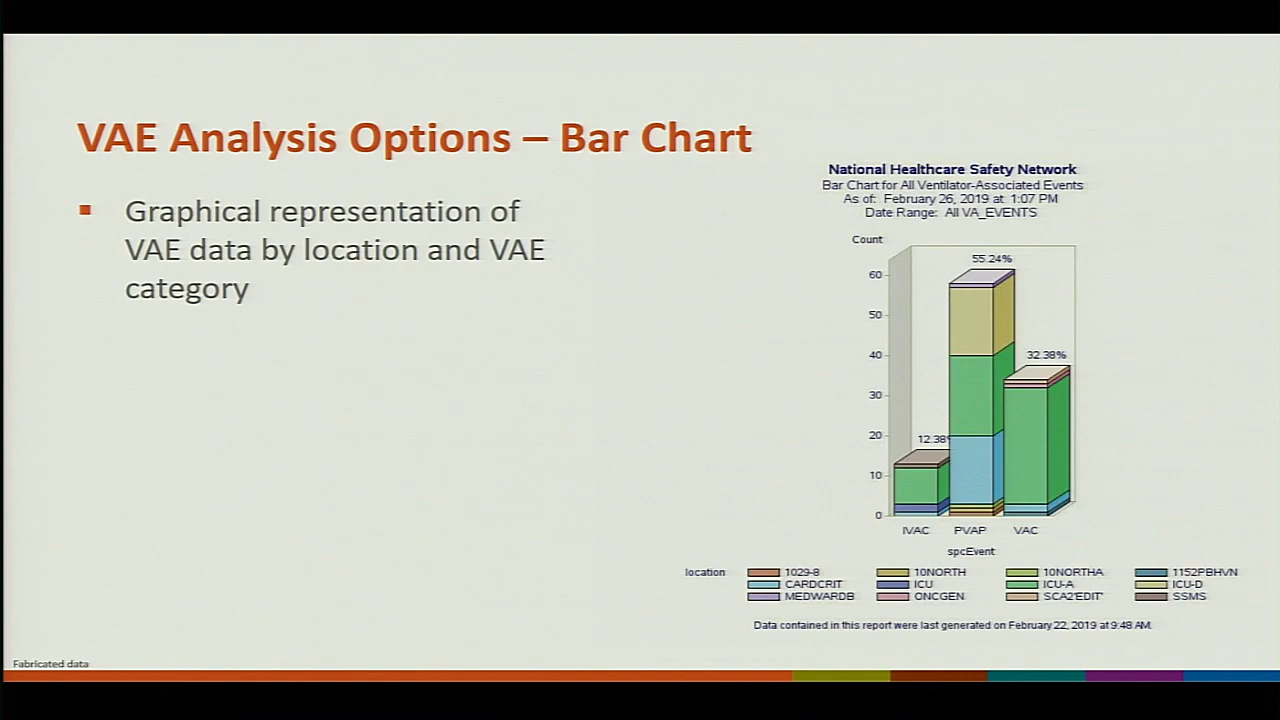 VAE Analysis Options – Bar Chart
▪ Graphical representation of
VAE data by location and VAE
category
National Healthcare Safety Network
Bar Chart for All Ventilator-Associated Events
As of: February 26, 2019 at 1:07 PM
Date Range: All VA_EVENTS
Count
55.24%
60
50
40
32.38%
30
20
12.38%
10
0
IVAC PVAP VAC
spcEvent
location 1029-8 10NORTH 10NORTHA 1152PBHVN
CARDCRIT ICU ICU-A ICU-D
MEDWARDB ONCGEN SCA2'EDIT' SSMS
Data contained in this report were last generated on February 22, 2019 at 9:48 AM.
Fabricated data